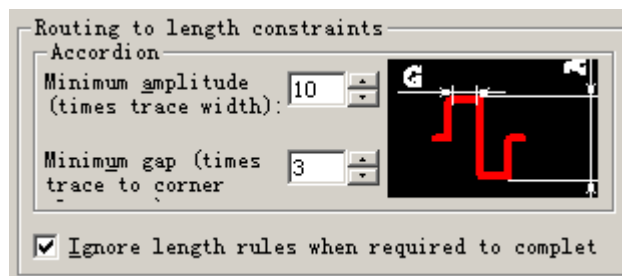 Routing to length constraints
Accordion
Minimum amplitude
(times trace width):
10
G
Minimum gap (times
trace to corner
3
Ignore length rules when required to complet